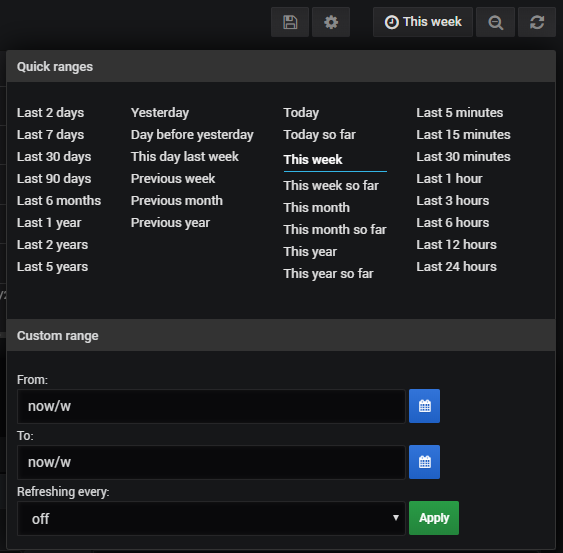 This week
Quick ranges
Last 2 days
Last 7 days
Last 30 days
Last 90 days
Last 6 months
Last 1 year
Last 2 years
Last 5 years
Yesterday
Day before yesterday
This day last week
Previous week
Previous month
Previous year
Today
Today so far
This week
This week so far
This month
This month so far
This year
This year so far
Last 5 minutes
Last 15 minutes
Last 30 minutes
Last 1 hour
Last 3 hours
Last 6 hours
Last 12 hours
Last 24 hours
Custom range
From:
now/w
To:
now/w
Refreshing every:
off
Apply